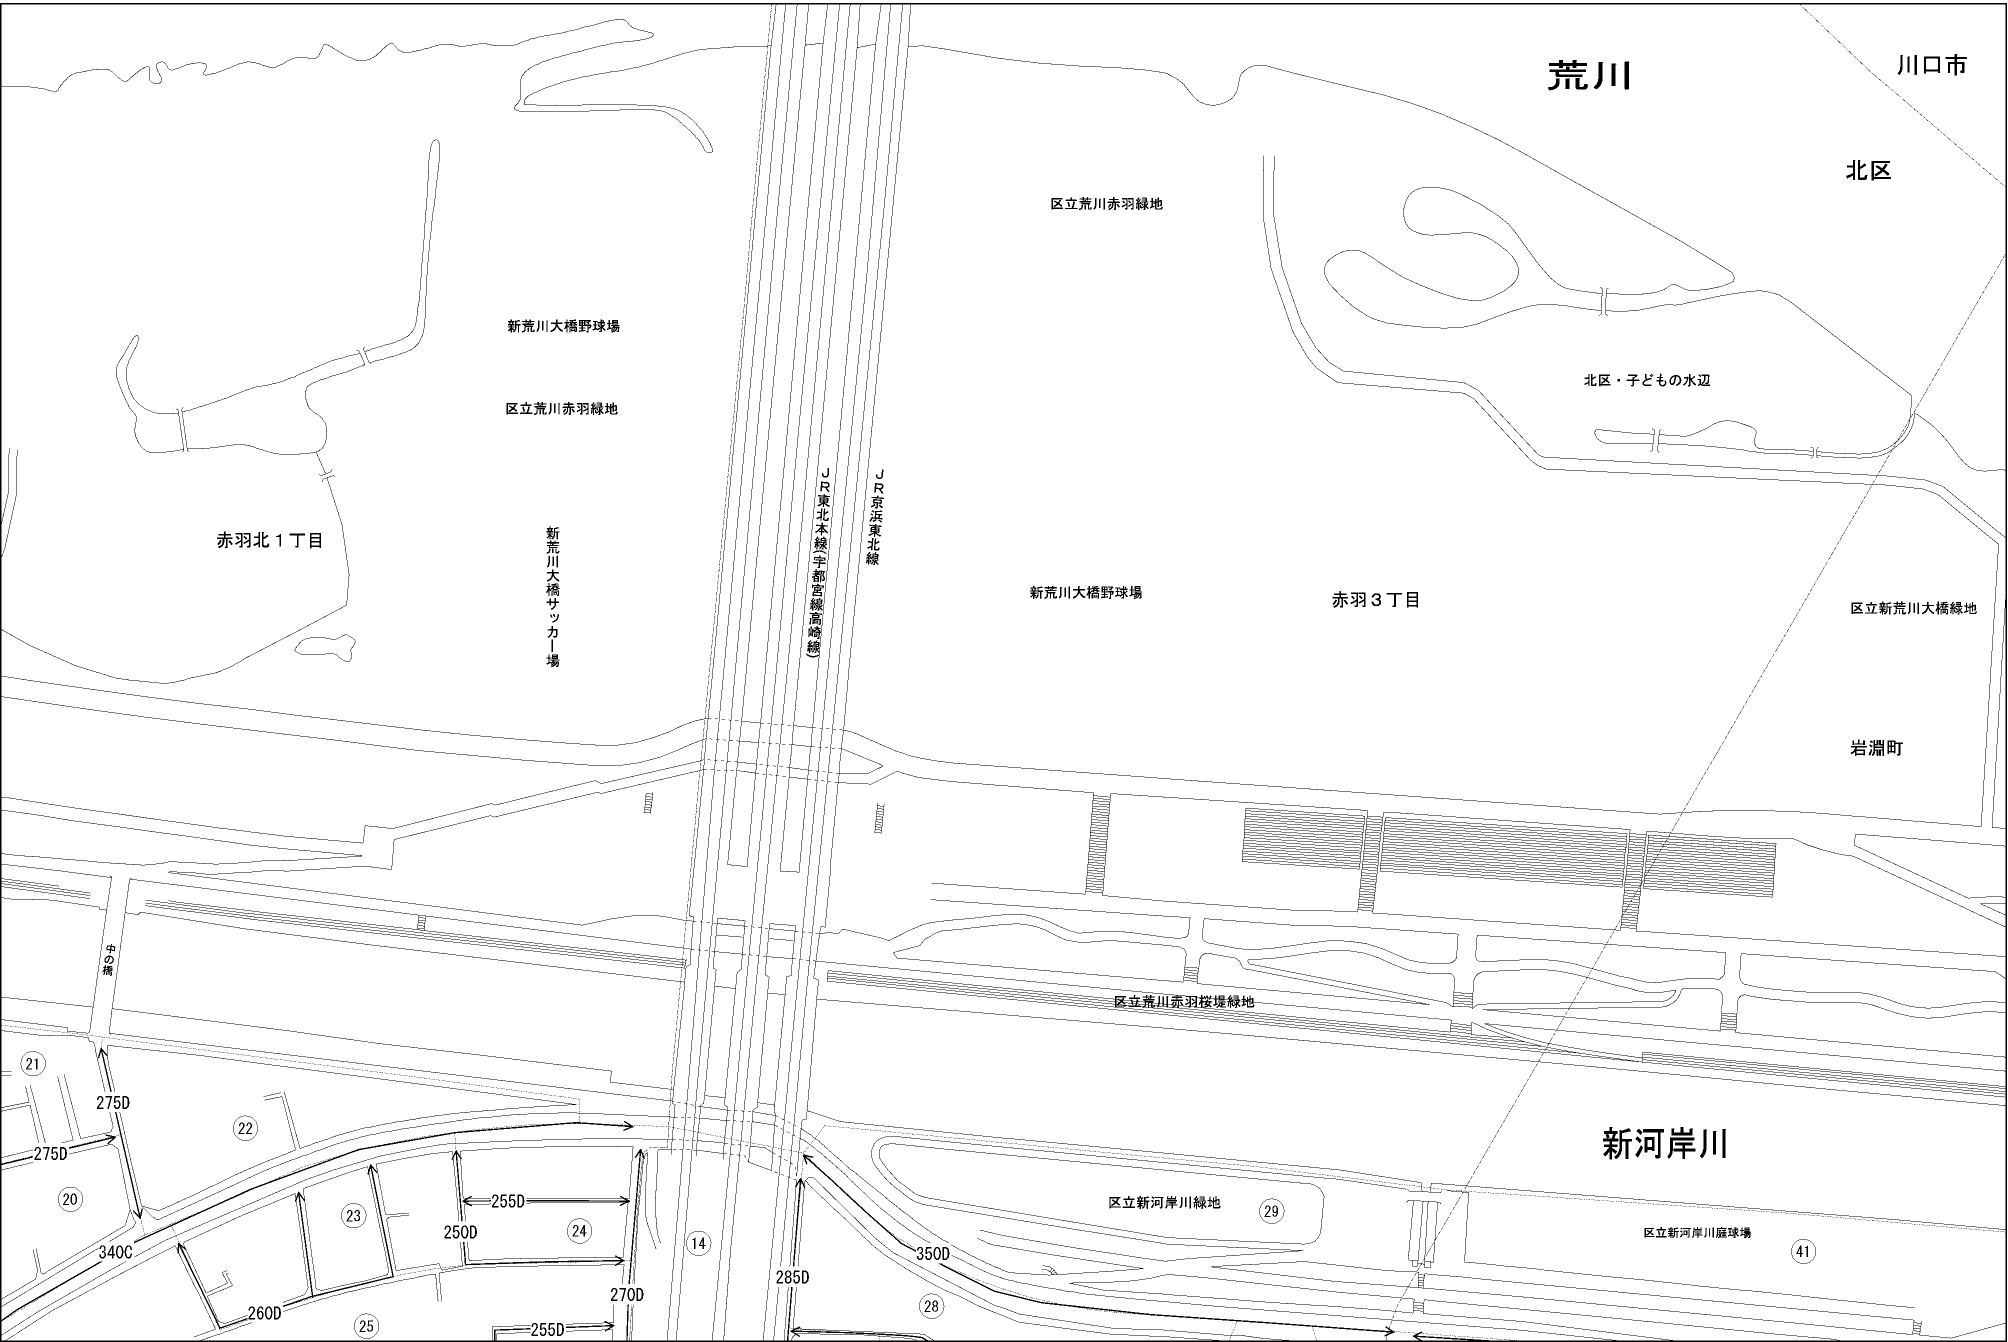 荒川
川口市
北区
区立荒川赤羽緑地
新荒川大橋野球場
北区・子どもの水辺
区立荒川赤羽緑地
JR東北本線(宇都宮線高崎線)
JR京浜東北線
赤羽北1丁目
新荒川大橋サッカー場
新荒川大橋野球場
赤羽3丁目
区立新荒川大橋緑地
岩淵町
中の橋
区立荒川赤羽桜堤緑地
21
275D
22
275D
新河岸川
20
23
255D
24
250D
14
区立新河岸川緑地
29
区立新河岸川庭球場
41
340C
350D
285D
270D
260D
25
255D
28